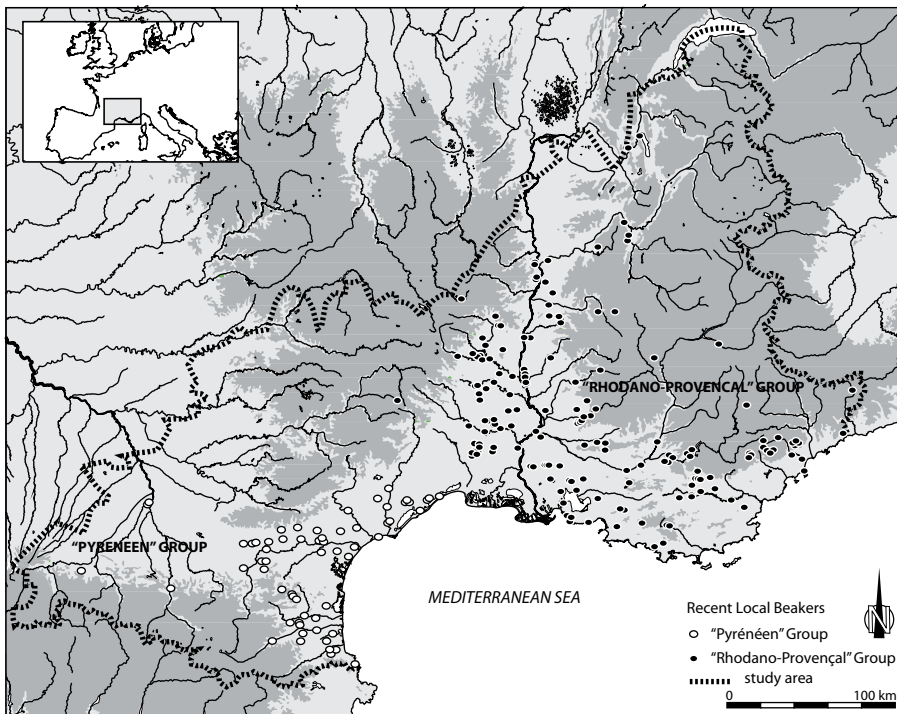 "RHODANO-PROVENCAL" GROUP
"PYRENEEN" GROUP
MEDITERRANEAN SEA
Recent Local Beakers
"Pyrénéen" Group
"Rhodano-Provençal" Group
study area
N
0 100 km